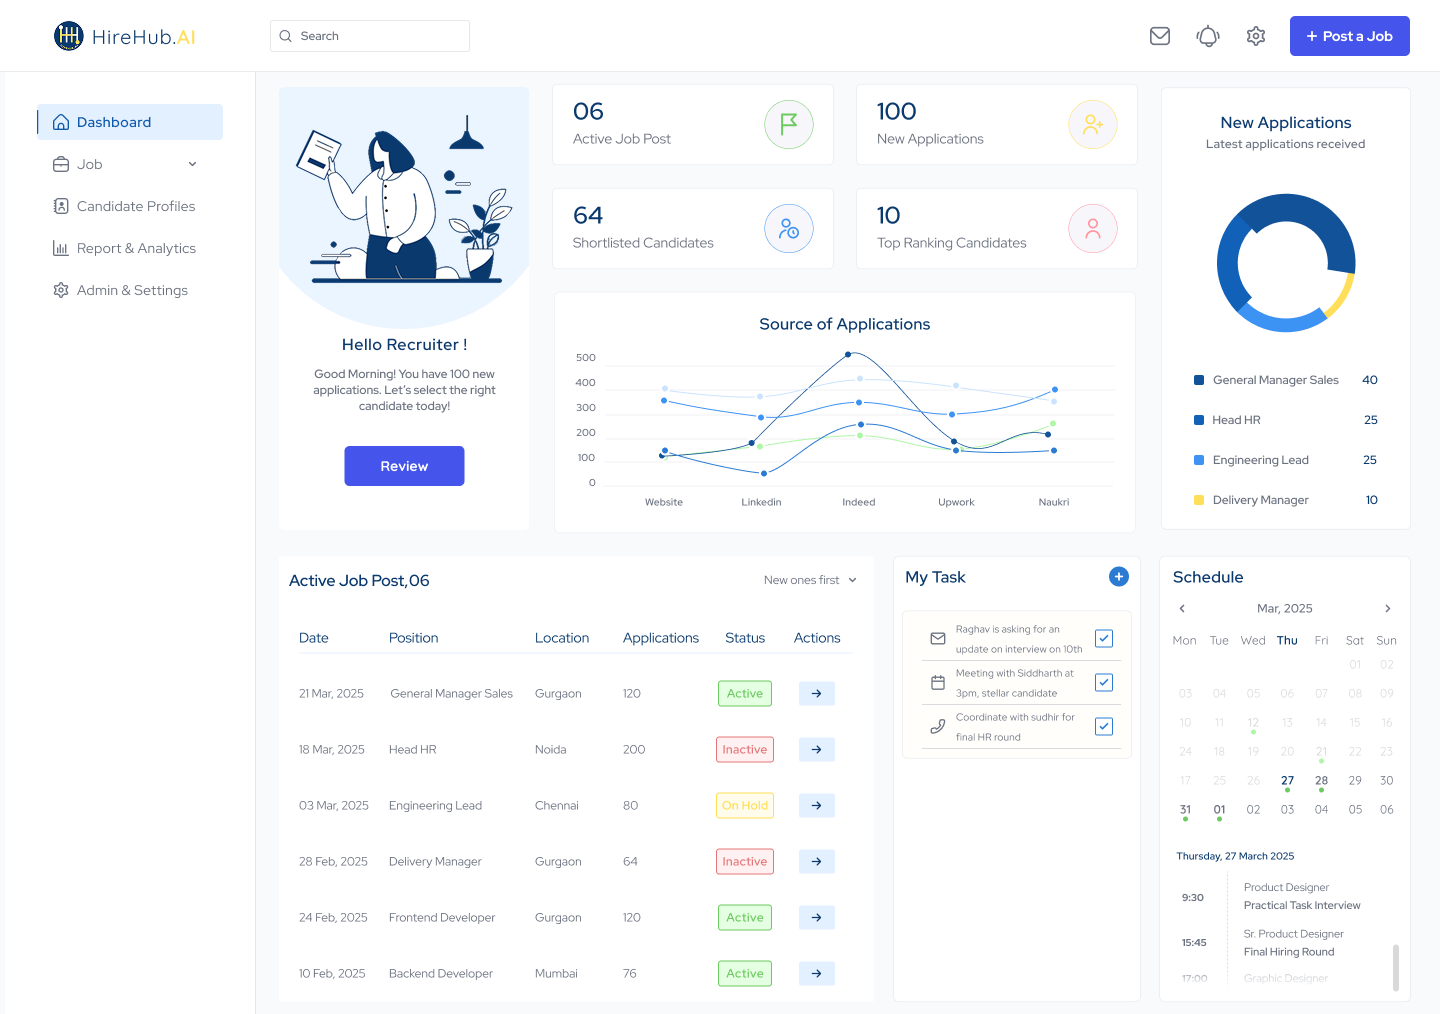 HireHub.AI
Search
+ Post a Job
Dashboard
Job
Candidate Profiles
Report & Analytics
Admin & Settings
Hello Recruiter !
Good Morning! You have 100 new
applications. Let's select the right
candidate today!
Review
06
Active Job Post
100
New Applications
64
Shortlisted Candidates
10
Top Ranking Candidates
Source of Applications
500
400
300
200
100
0
Website Linkedin Indeed Upwork Naukri
New Applications
Latest applications received
General Manager Sales 40
Head HR 25
Engineering Lead 25
Delivery Manager 10
Active Job Post,06
New ones first
Date Position Location Applications Status Actions
21 Mar, 2025 General Manager Sales Gurgaon 120 Active
18 Mar, 2025 Head HR Noida 200 Inactive
03 Mar, 2025 Engineering Lead Chennai 80 On Hold
28 Feb, 2025 Delivery Manager Gurgaon 64 Inactive
24 Feb, 2025 Frontend Developer Gurgaon 120 Active
10 Feb, 2025 Backend Developer Mumbai 76 Active
My Task
Raghav is asking for an
update on interview on 10th
Meeting with Siddharth at
3pm, stellar candidate
Coordinate with sudhir for
final HR round
Schedule
Mar, 2025
Mon Tue Wed Thu Fri Sat Sun
01 02
03 04 05 06 07 08 09
10 11 12 13 14 15 16
24 18 19 20 21 22 23
17 25 26 27 28 29 30
31 01 02 03 04 05 06
Thursday, 27 March 2025
9:30
Product Designer
Practical Task Interview
15:45
Sr. Product Designer
Final Hiring Round
17:00
Graphic Designer